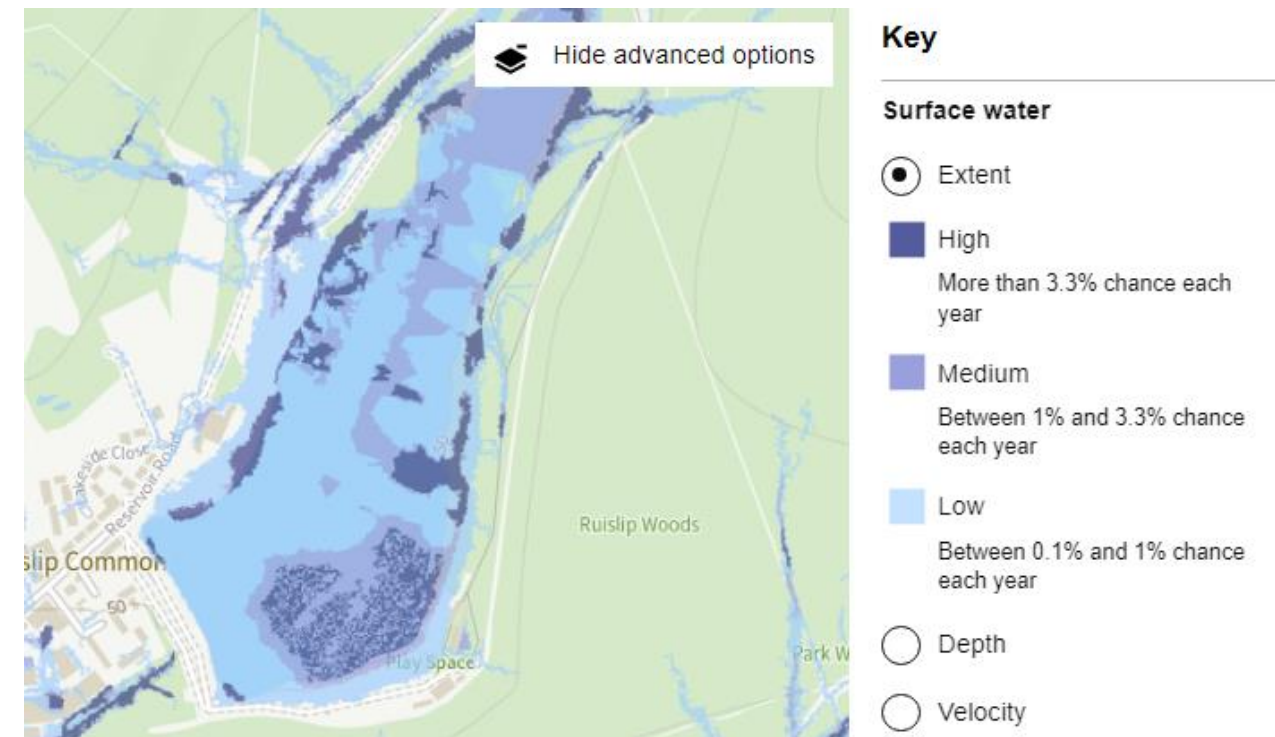 Hide advanced options
Lakeside Close
Reservoir Road
slip Common
50
50
Ruislip Woods
Play Space
Park W
Key
Surface water
Extent
High
More than 3.3% chance each
year
Medium
Between 1% and 3.3% chance
each year
Low
Between 0.1% and 1% chance
each year
Depth
Velocity